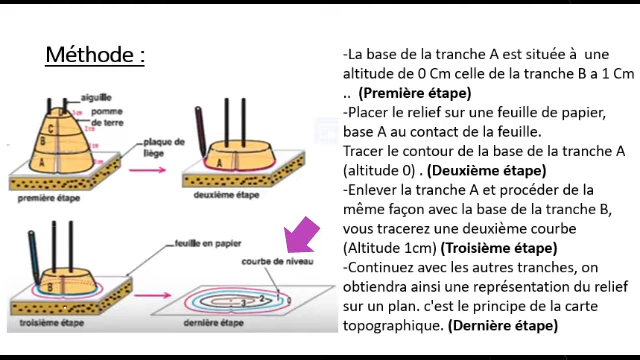 Méthode :
aiguille
pomme
de terre
C
B
A
plaque de
liège
A
première étape
deuxième étape
feuille en papier
courbe de niveau
B
3
2
1
0
troisième étape
dernière étape
-La base de la tranche A est située à une
altitude de 0 Cm celle de la tranche B a 1 Cm
.. (Première étape)
-Placer le relief sur une feuille de papier,
base A au contact de la feuille.
Tracer le contour de la base de la tranche A
(altitude 0) . (Deuxième étape)
-Enlever la tranche A et procéder de la
même façon avec la base de la tranche B,
vous tracerez une deuxième courbe
(Altitude 1cm) (Troisième étape)
-Continuez avec les autres tranches, on
obtiendra ainsi une représentation du relief
sur un plan. c'est le principe de la carte
topographique. (Dernière étape)